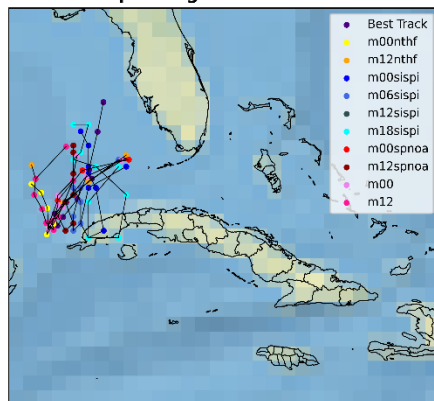 Best Track
m00nthf
m12nthf
m00sispi
m06sispi
m12sispi
m18sispi
m00spnoa
m12spnoa
m00
m12